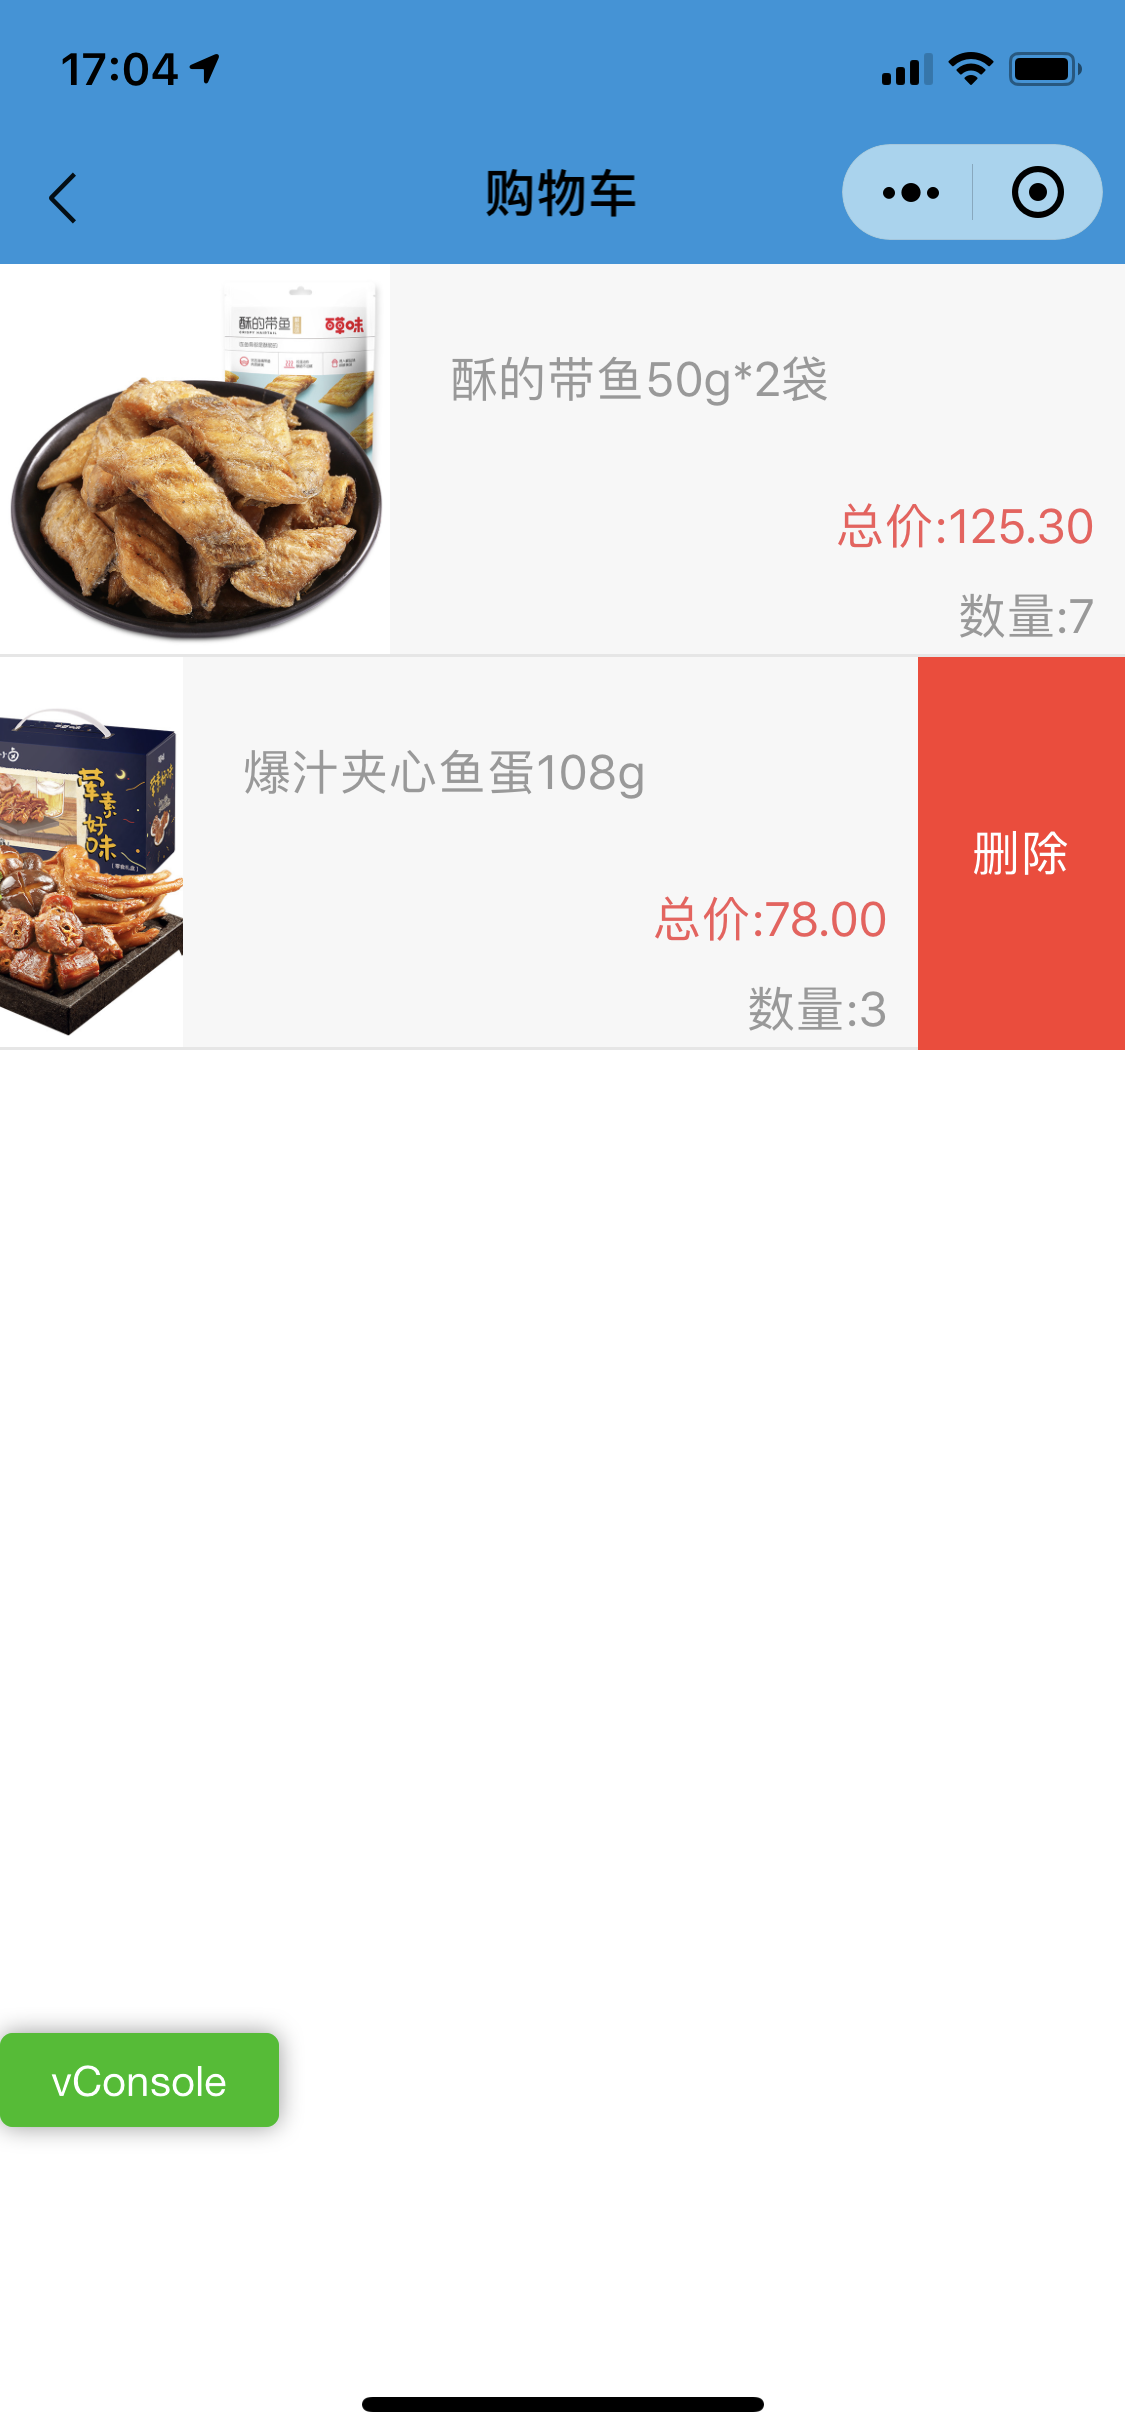 17:04
购物车
酥的带鱼
百草味
酥的带鱼50g*2袋
总价:125.30
数量:7
荤素好味
爆汁夹心鱼蛋108g
总价:78.00
数量:3
删除
vConsole